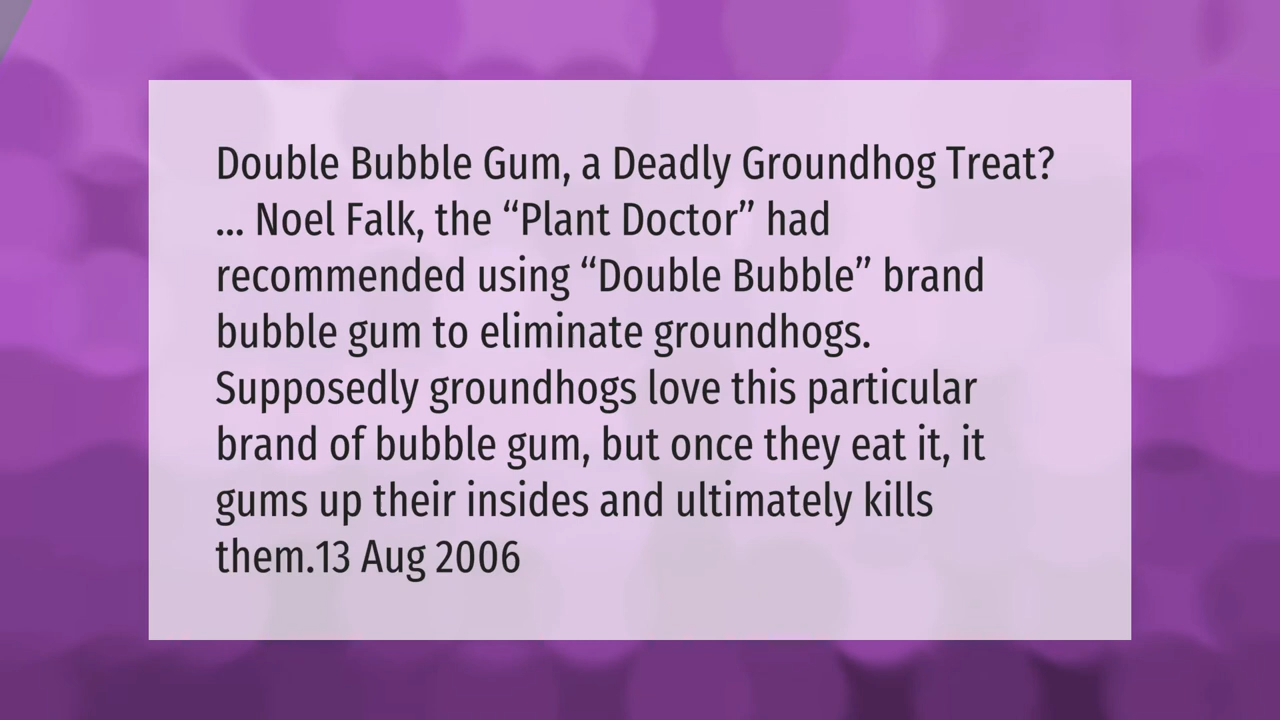 Double Bubble Gum, a Deadly Groundhog Treat?
... Noel Falk, the “Plant Doctor” had
recommended using “Double Bubble” brand
bubble gum to eliminate groundhogs.
Supposedly groundhogs love this particular
brand of bubble gum, but once they eat it, it
gums up their insides and ultimately kills
them.13 Aug 2006